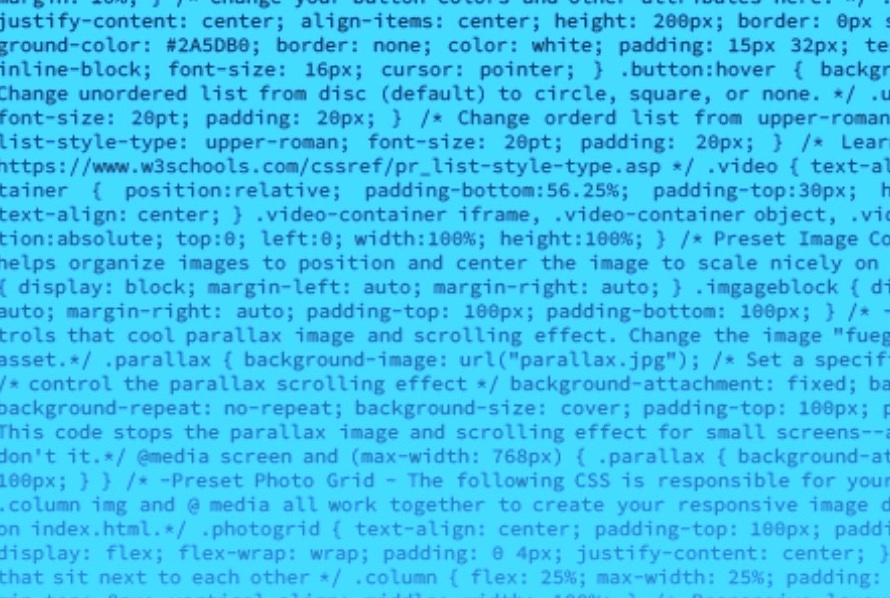 margin: 10%; } /* Change your button colors and other attributes here. */
justify-content: center; align-items: center; height: 200px; border: 0px s
ground-color: #2A5DB0; border: none; color: white; padding: 15px 32px; te
inline-block; font-size: 16px; cursor: pointer; } .button:hover { backgr
Change unordered list from disc (default) to circle, square, or none. */ .u
font-size: 20pt; padding: 20px; } /* Change orderd list from upper-roman
list-style-type: upper-roman; font-size: 20pt; padding: 20px; } /* Lear
https://www.w3schools.com/cssref/pr_list-style-type.asp */ .video { text-al
tainer { position:relative; padding-bottom:56.25%; padding-top:30px; h
text-align: center; } .video-container iframe, .video-container object, .vid
tion:absolute; top:0; left:0; width:100%; height:100%; } /* Preset Image Co
helps organize images to position and center the image to scale nicely on
{ display: block; margin-left: auto; margin-right: auto; } .imgageblock { di
auto; margin-right: auto; padding-top: 100px; padding-bottom: 100px; } /* -
trols that cool parallax image and scrolling effect. Change the image "fueg
asset.*/ .parallax { background-image: url("parallax.jpg"); /* Set a specif
/* control the parallax scrolling effect */ background-attachment: fixed; ba
background-repeat: no-repeat; background-size: cover; padding-top: 100px; p
This code stops the parallax image and scrolling effect for small screens--a
don't it.*/ @media screen and (max-width: 768px) { .parallax { background-at
100px; } } /* -Preset Photo Grid - The following CSS is responsible for your
.column img and @ media all work together to create your responsive image d
on index.html.*/ .photogrid { text-align: center; padding-top: 100px; paddi
display: flex; flex-wrap: wrap; padding: 0 4px; justify-content: center; }
that sit next to each other */ .column { flex: 25%; max-width: 25%; padding: